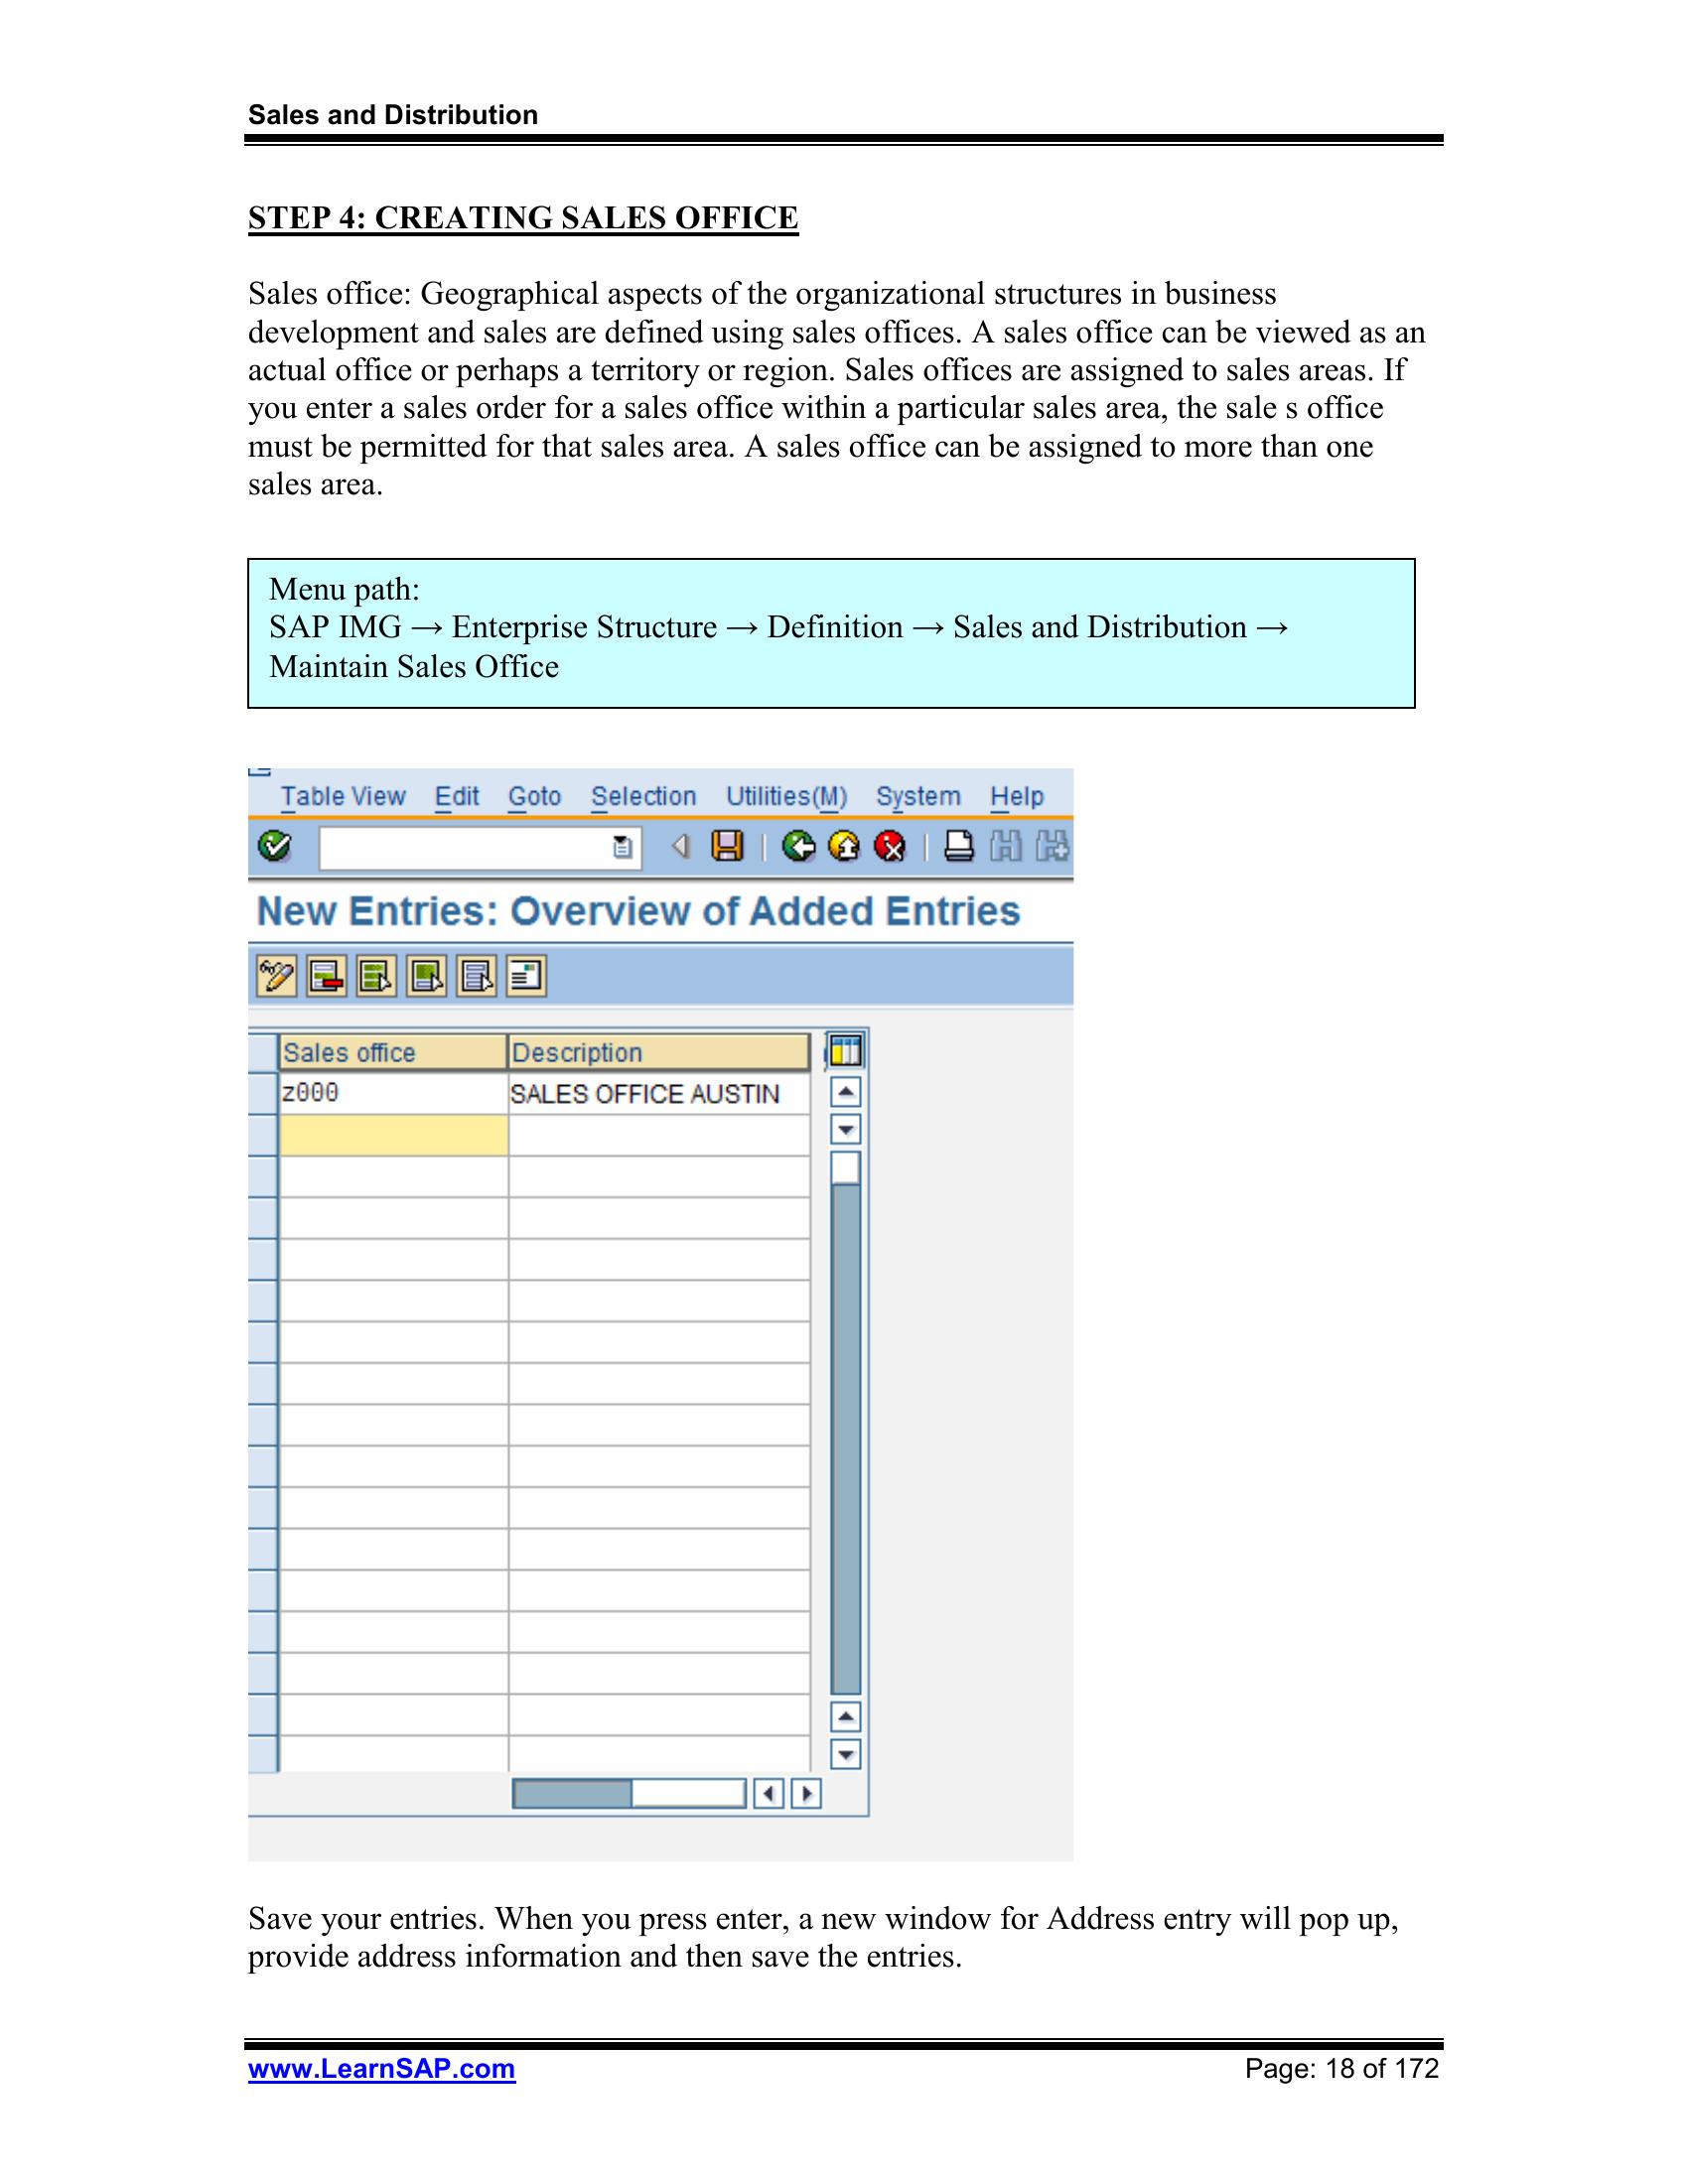 Sales and Distribution
STEP 4: CREATING SALES OFFICE
Sales office: Geographical aspects of the organizational structures in business
development and sales are defined using sales offices. A sales office can be viewed as an
actual office or perhaps a territory or region. Sales offices are assigned to sales areas. If
you enter a sales order for a sales office within a particular sales area, the sale s office
must be permitted for that sales area. A sales office can be assigned to more than one
sales area.
Menu path:
SAP IMG → Enterprise Structure → Definition → Sales and Distribution →
Maintain Sales Office
Table View Edit Goto Selection Utilities(M) System Help
New Entries: Overview of Added Entries
Sales office Description
z000 SALES OFFICE AUSTIN
Save your entries. When you press enter, a new window for Address entry will pop up,
provide address information and then save the entries.
www.LearnSAP.com Page: 18 of 172